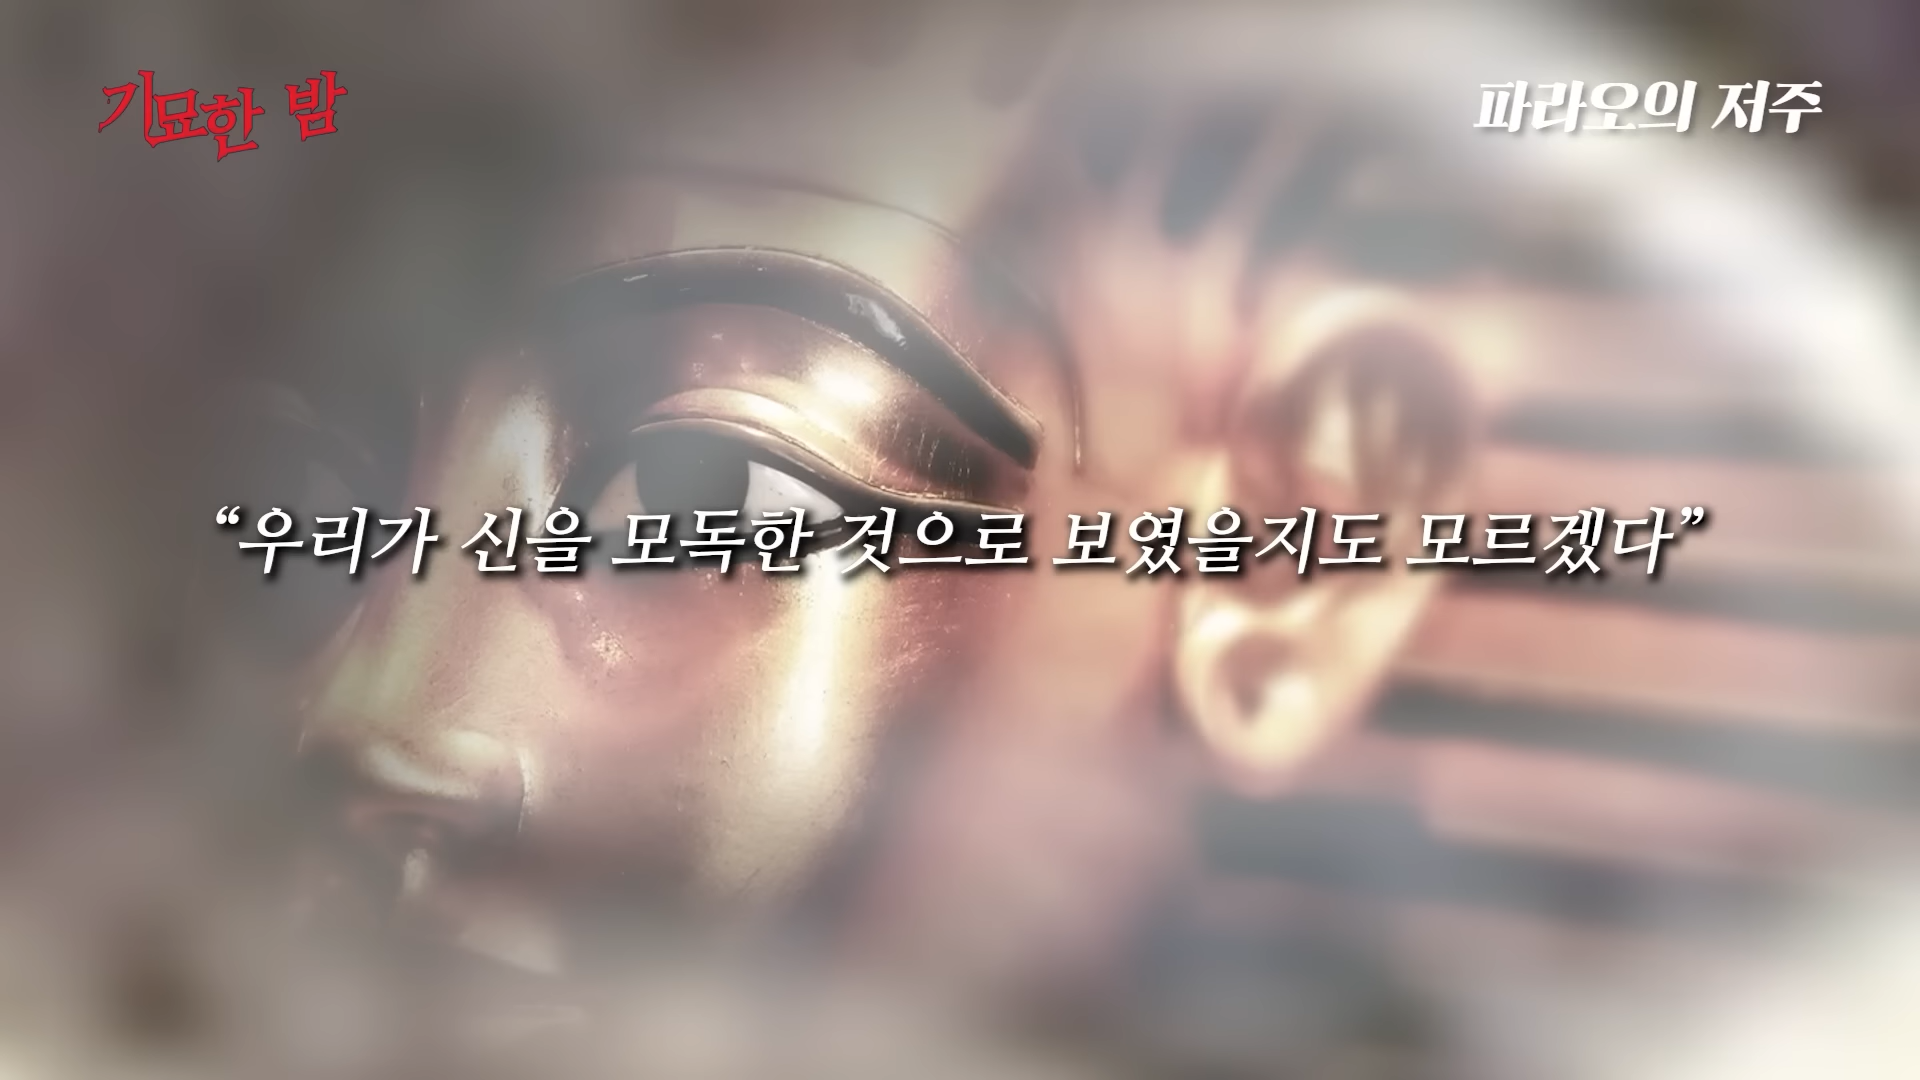 기묘한 밤
파라오의 저주
“우리가 신을 모독한 것으로 보였을지도 모르겠다”